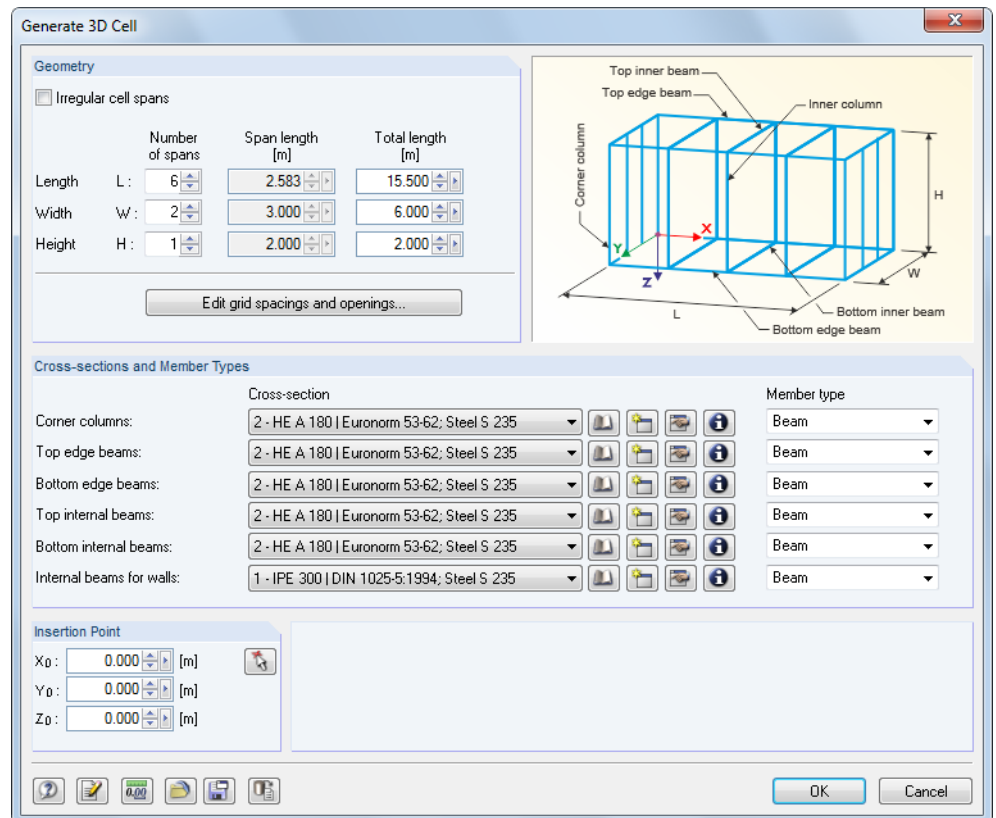 Generate 3D Cell
Geometry
Irregular cell spans
Number of spans
Span length [m]
Total length [m]
Length L : 6 2.583 15.500
Width W : 2 3.000 6.000
Height H : 1 2.000 2.000
Edit grid spacings and openings...
Top inner beam
Top edge beam
Inner column
Corner column
H
X
Y
Z
W
L
Bottom inner beam
Bottom edge beam
Cross-sections and Member Types
Cross-section Member type
Corner columns: 2 - HE A 180 | Euronorm 53-62; Steel S 235 Beam
Top edge beams: 2 - HE A 180 | Euronorm 53-62; Steel S 235 Beam
Bottom edge beams: 2 - HE A 180 | Euronorm 53-62; Steel S 235 Beam
Top internal beams: 2 - HE A 180 | Euronorm 53-62; Steel S 235 Beam
Bottom internal beams: 2 - HE A 180 | Euronorm 53-62; Steel S 235 Beam
Internal beams for walls: 1 - IPE 300 | DIN 1025-5:1994; Steel S 235 Beam
Insertion Point
X0 : 0.000 [m]
Y0 : 0.000 [m]
Z0 : 0.000 [m]
0.00
OK Cancel